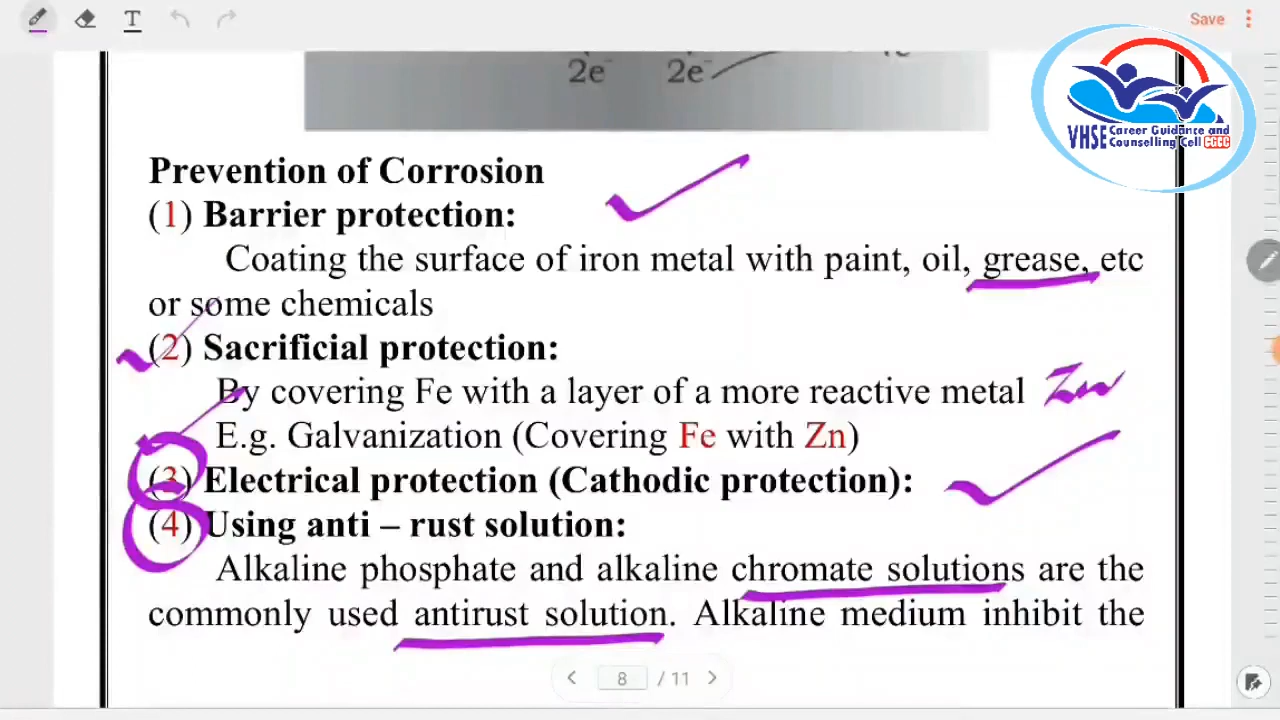 T
Save
2e⁻ 2e⁻
VHSE Career Guidance and
Counselling Cell CGCC
Prevention of Corrosion
(1) Barrier protection:
Coating the surface of iron metal with paint, oil, grease, etc
or some chemicals
(2) Sacrificial protection:
By covering Fe with a layer of a more reactive metal Zn
E.g. Galvanization (Covering Fe with Zn)
(3) Electrical protection (Cathodic protection):
(4) Using anti – rust solution:
Alkaline phosphate and alkaline chromate solutions are the
commonly used antirust solution. Alkaline medium inhibit the
< 8 / 11 >